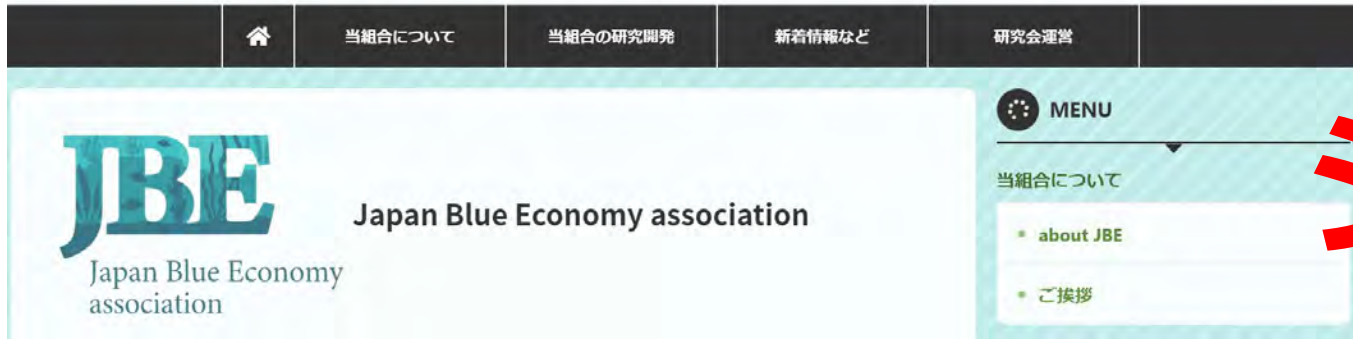 当組合について
当組合の研究開発
新着情報など
研究会運営
JBE
Japan Blue Economy
association
Japan Blue Economy association
MENU
当組合について
about JBE
ご挨拶